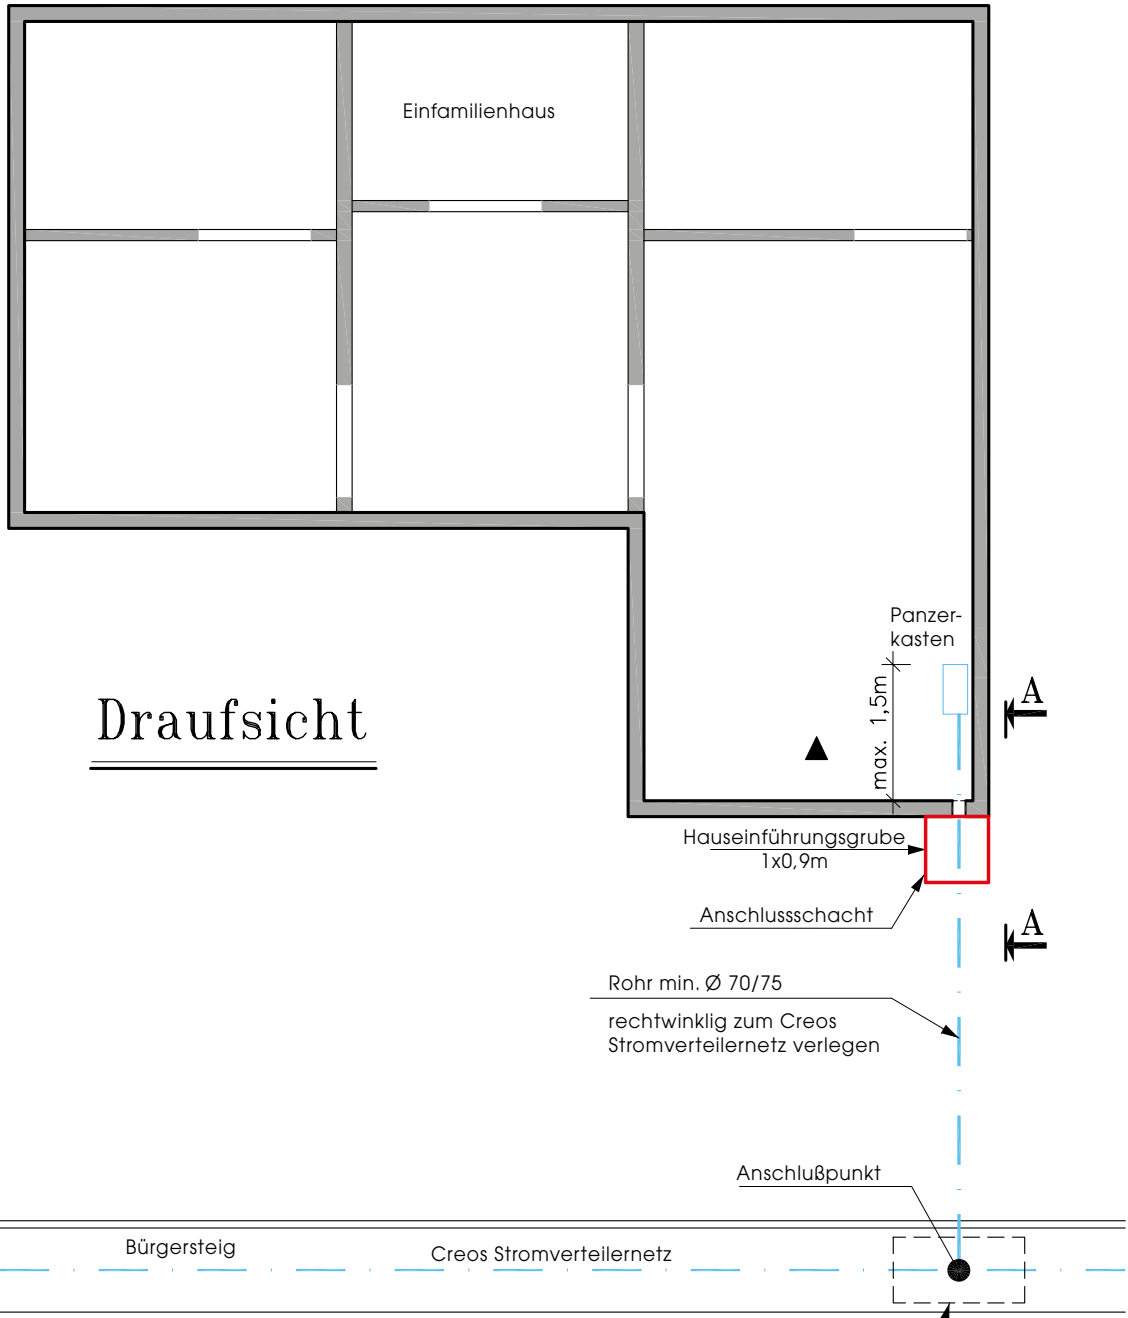 Einfamilienhaus
Panzer-
kasten
max. 1,5m
A
Draufsicht
Hauseinführungsgrube
1x0,9m
Anschlussschacht
A
Rohr min. Ø 70/75
rechtwinklig zum Creos
Stromverteilernetz verlegen
Anschlußpunkt
Bürgersteig
Creos Stromverteilernetz